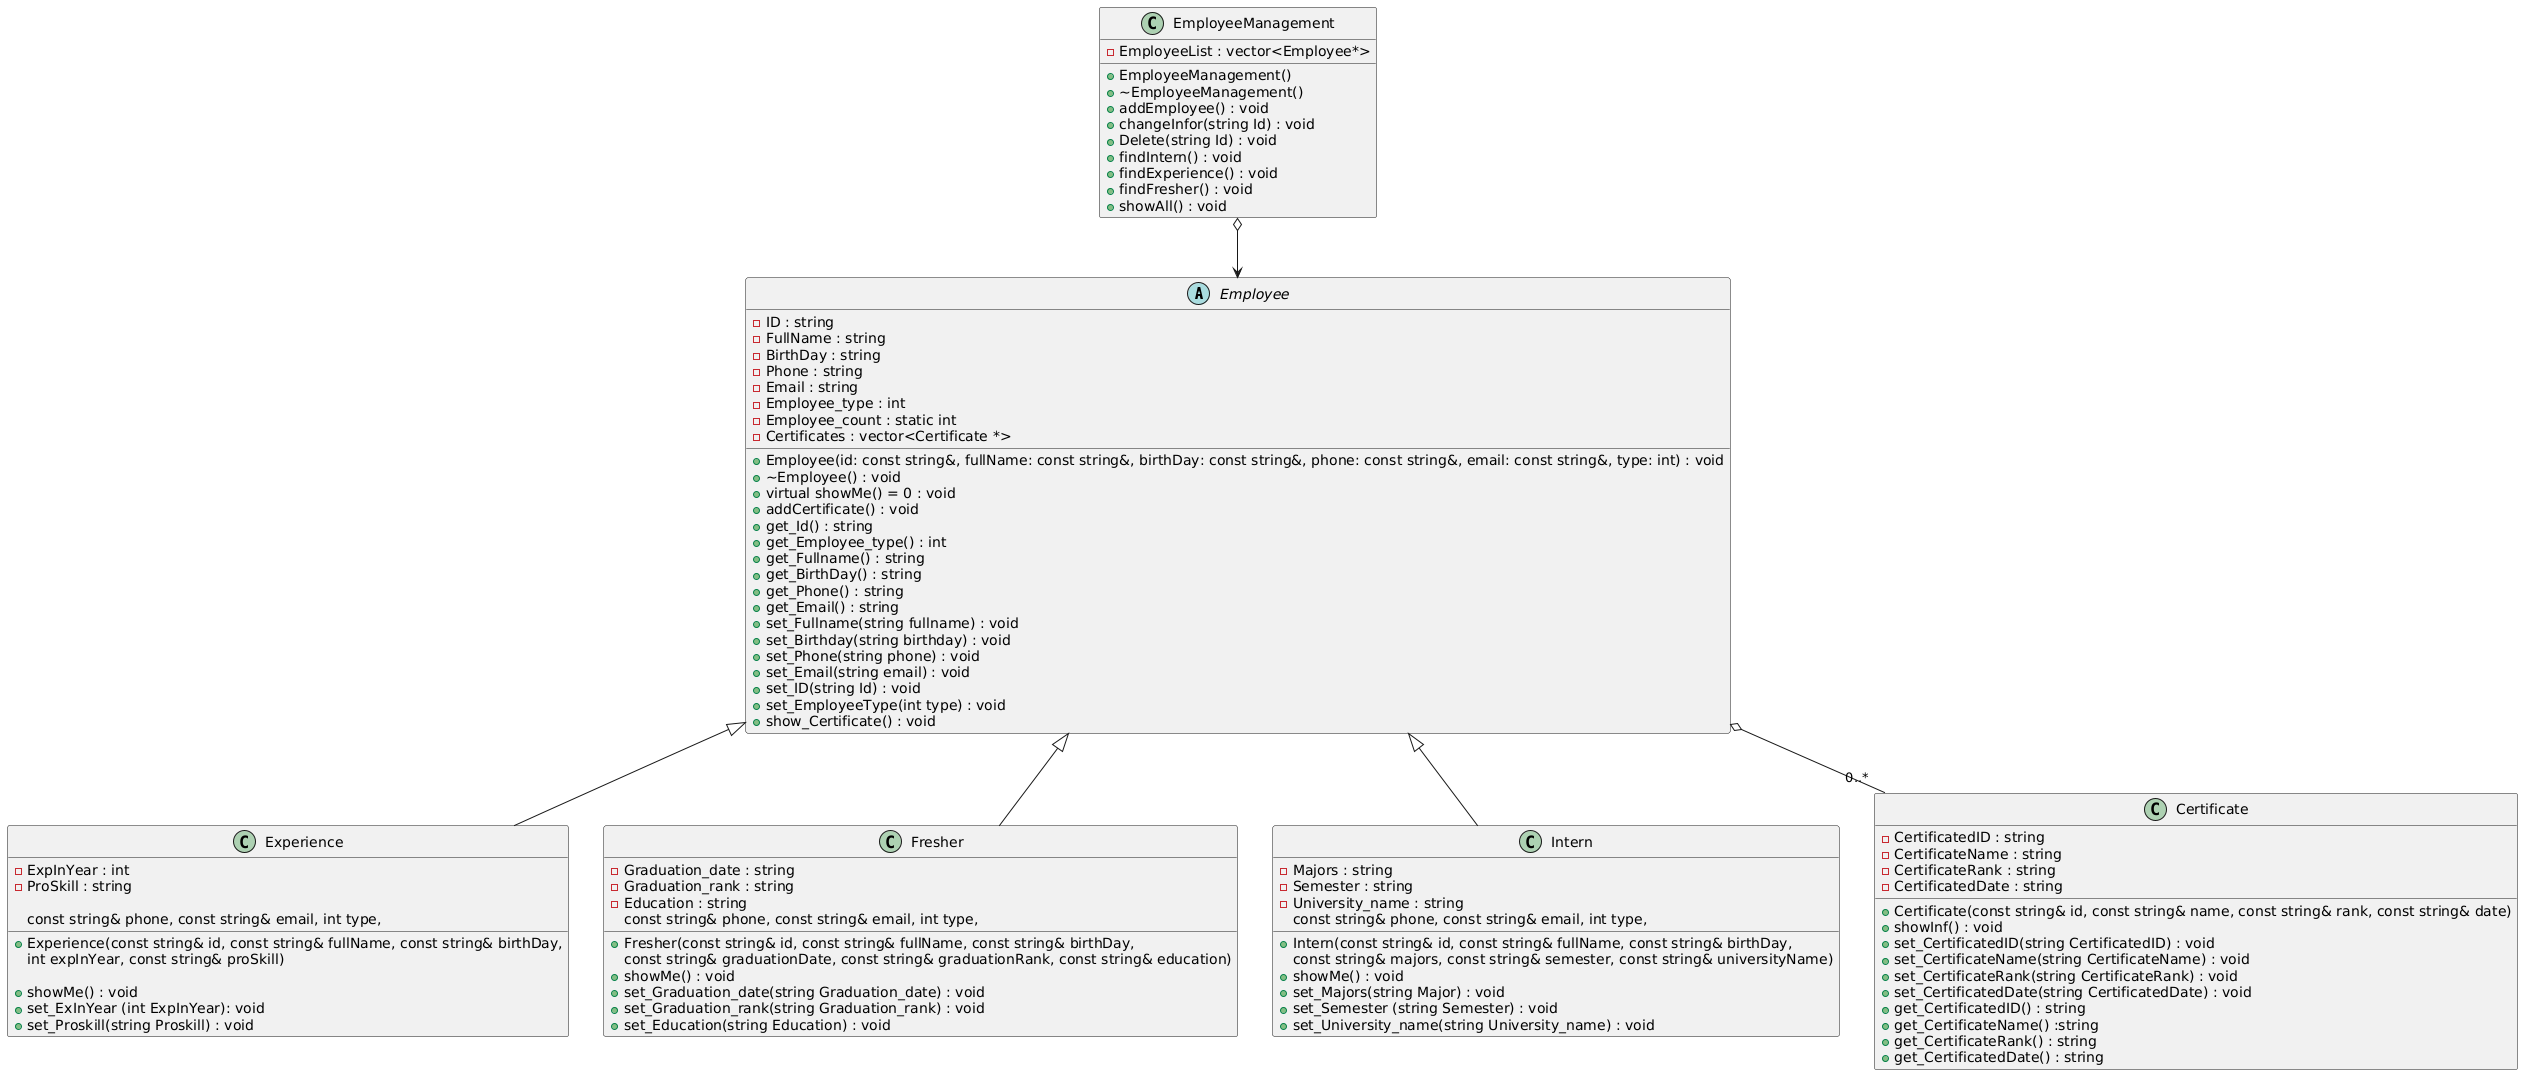 EmployeeManagement
EmployeeList : vector<Employee*>
EmployeeManagement()
~EmployeeManagement()
addEmployee() : void
changeInfor(string Id) : void
Delete(string Id) : void
findIntern() : void
findExperience() : void
findFresher() : void
showAll() : void
Employee
ID : string
FullName : string
BirthDay : string
Phone : string
Email : string
Employee_type : int
Employee_count : static int
Certificates : vector<Certificate *>
Employee(id: const string&, fullName: const string&, birthDay: const string&, phone: const string&, email: const string&, type: int) : void
~Employee() : void
virtual showMe() = 0 : void
addCertificate() : void
get_Id() : string
get_Employee_type() : int
get_Fullname() : string
get_BirthDay() : string
get_Phone() : string
get_Email() : string
set_Fullname(string fullname) : void
set_Birthday(string birthday) : void
set_Phone(string phone) : void
set_Email(string email) : void
set_ID(string Id) : void
set_EmployeeType(int type) : void
show_Certificate() : void
0..*
Experience
ExpInYear : int
ProSkill : string
const string& phone, const string& email, int type,
Experience(const string& id, const string& fullName, const string& birthDay,
int expInYear, const string& proSkill)
showMe() : void
set_ExInYear (int ExpInYear): void
set_Proskill(string Proskill) : void
Fresher
Graduation_date : string
Graduation_rank : string
Education : string
const string& phone, const string& email, int type,
Fresher(const string& id, const string& fullName, const string& birthDay,
const string& graduationDate, const string& graduationRank, const string& education)
showMe() : void
set_Graduation_date(string Graduation_date) : void
set_Graduation_rank(string Graduation_rank) : void
set_Education(string Education) : void
Intern
Majors : string
Semester : string
University_name : string
const string& phone, const string& email, int type,
Intern(const string& id, const string& fullName, const string& birthDay,
const string& majors, const string& semester, const string& universityName)
showMe() : void
set_Majors(string Major) : void
set_Semester (string Semester) : void
set_University_name(string University_name) : void
Certificate
CertificatedID : string
CertificateName : string
CertificateRank : string
CertificatedDate : string
Certificate(const string& id, const string& name, const string& rank, const string& date)
showInf() : void
set_CertificatedID(string CertificatedID) : void
set_CertificateName(string CertificateName) : void
set_CertificateRank(string CertificateRank) : void
set_CertificatedDate(string CertificatedDate) : void
get_CertificatedID() : string
get_CertificateName() :string
get_CertificateRank() : string
get_CertificatedDate() : string